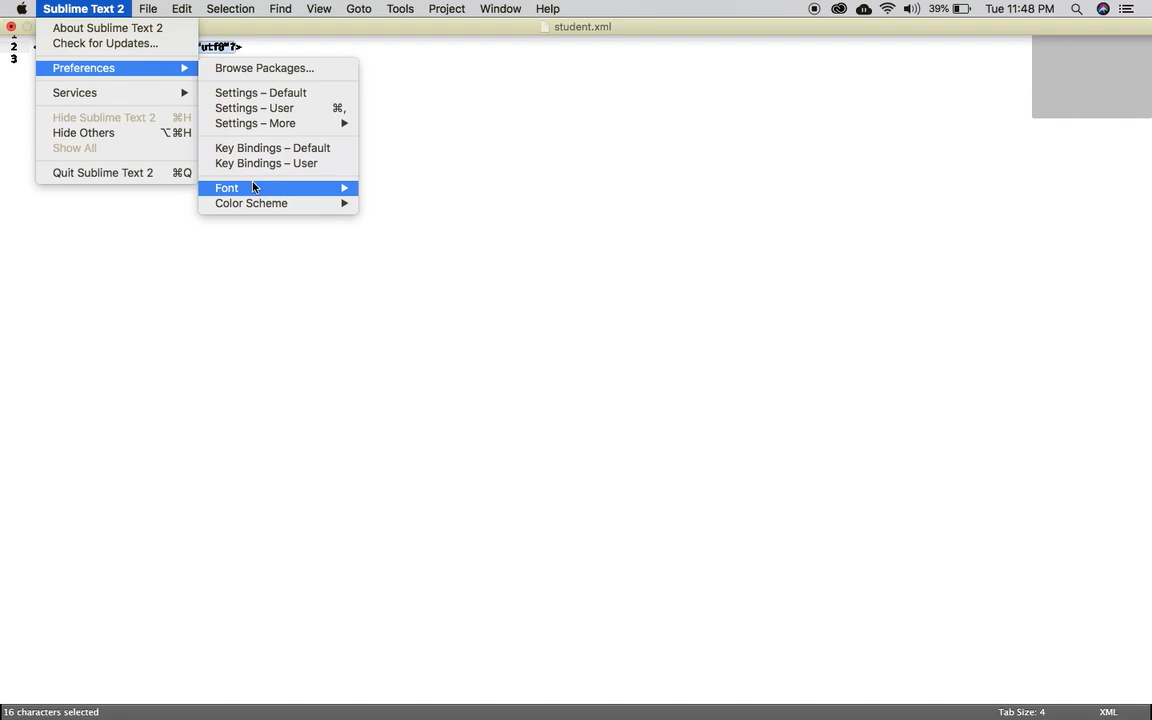 Sublime Text 2 File Edit Selection Find View Goto Tools Project Window Help 39% Tue 11:48 PM
student.xml
About Sublime Text 2
Check for Updates...
Preferences
Services
Hide Sublime Text 2 ⌘H
Hide Others ⌥⌘H
Show All
Quit Sublime Text 2 ⌘Q
Browse Packages...
Settings – Default
Settings – User ⌘,
Settings – More
Key Bindings – Default
Key Bindings – User
Font
Color Scheme
2 "utf8"?>
3
16 characters selected Tab Size: 4 XML